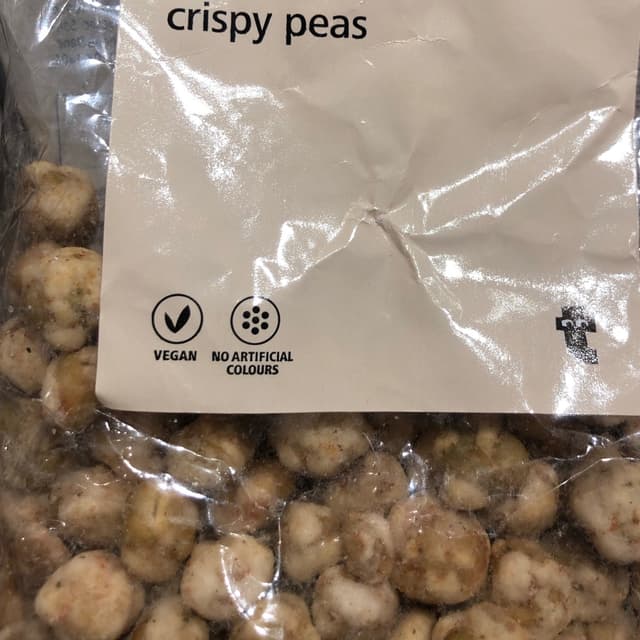 crispy peas
VEGAN
NO ARTIFICIAL
COLOURS
t